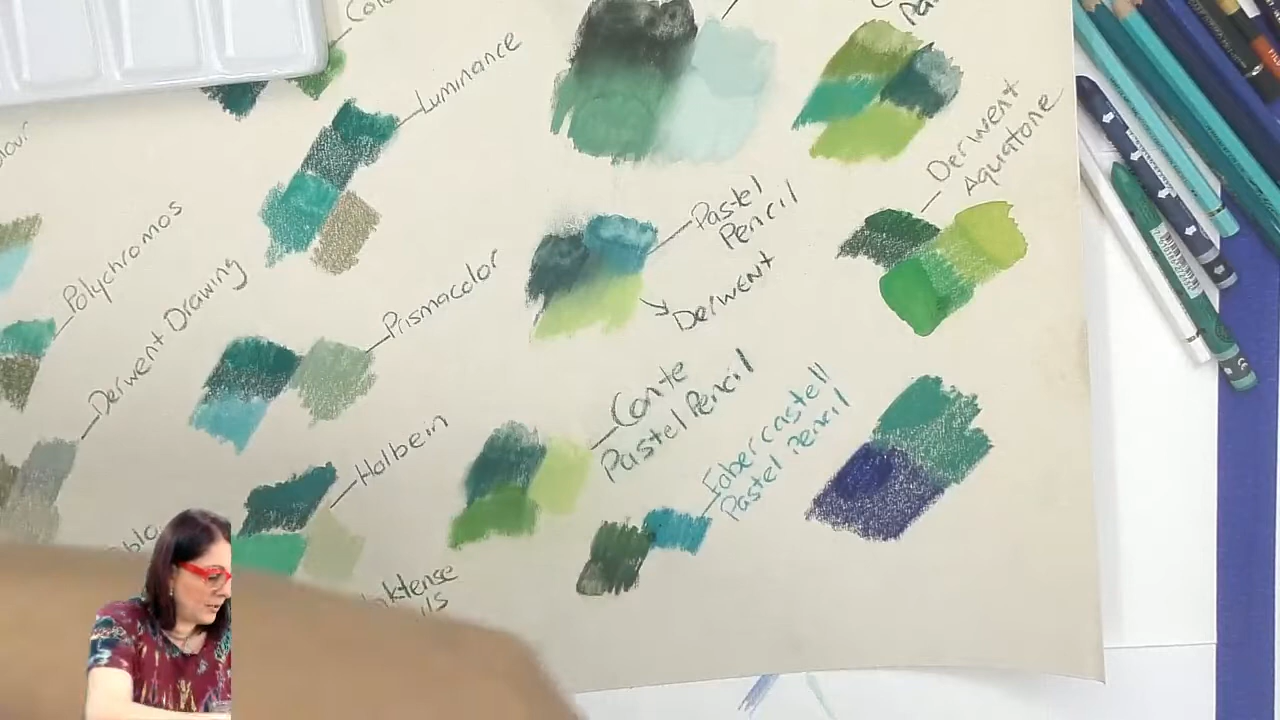 Luminance
Derwent
Aquatone
Pastel
Pencil
Derwent
Polychromos
Derwent Drawing
Prismacolor
Conte
Pastel Pencil
Fabercastell
Pastel Pencil
Holbein